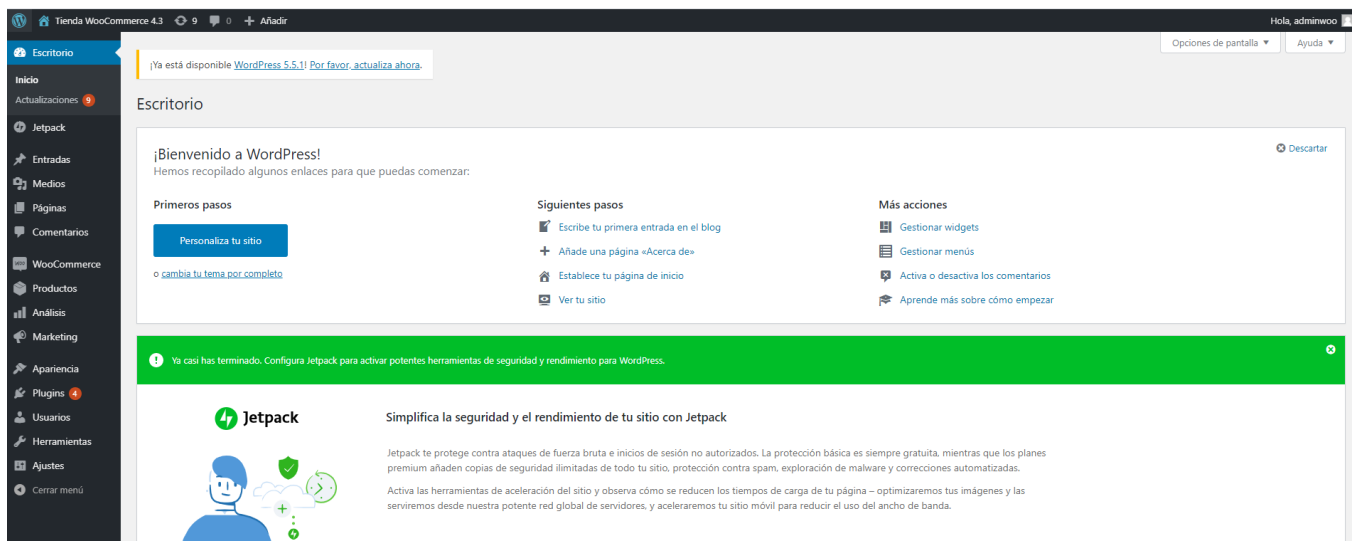 Tienda WooCommerce 4.3 9 0 + Añadir Hola, adminwoo
Opciones de pantalla ▼ Ayuda ▼
Escritorio
Inicio
Actualizaciones 9
Jetpack
Entradas
Medios
Páginas
Comentarios
WooCommerce
Productos
Análisis
Marketing
Apariencia
Plugins 4
Usuarios
Herramientas
Ajustes
Cerrar menú
¡Ya está disponible WordPress 5.5.1! Por favor, actualiza ahora.
Escritorio
¡Bienvenido a WordPress!
Descartar
Hemos recopilado algunos enlaces para que puedas comenzar:
Primeros pasos
Personaliza tu sitio
o cambia tu tema por completo
Siguientes pasos
Escribe tu primera entrada en el blog
Añade una página «Acerca de»
Establece tu página de inicio
Ver tu sitio
Más acciones
Gestionar widgets
Gestionar menús
Activa o desactiva los comentarios
Aprende más sobre cómo empezar
Ya casi has terminado. Configura Jetpack para activar potentes herramientas de seguridad y rendimiento para WordPress.
Jetpack
Simplifica la seguridad y el rendimiento de tu sitio con Jetpack
Jetpack te protege contra ataques de fuerza bruta e inicios de sesión no autorizados. La protección básica es siempre gratuita, mientras que los planes
premium añaden copias de seguridad ilimitadas de todo tu sitio, protección contra spam, exploración de malware y correcciones automatizadas.
Activa las herramientas de aceleración del sitio y observa cómo se reducen los tiempos de carga de tu página – optimizaremos tus imágenes y las
serviremos desde nuestra potente red global de servidores, y aceleraremos tu sitio móvil para reducir el uso del ancho de banda.